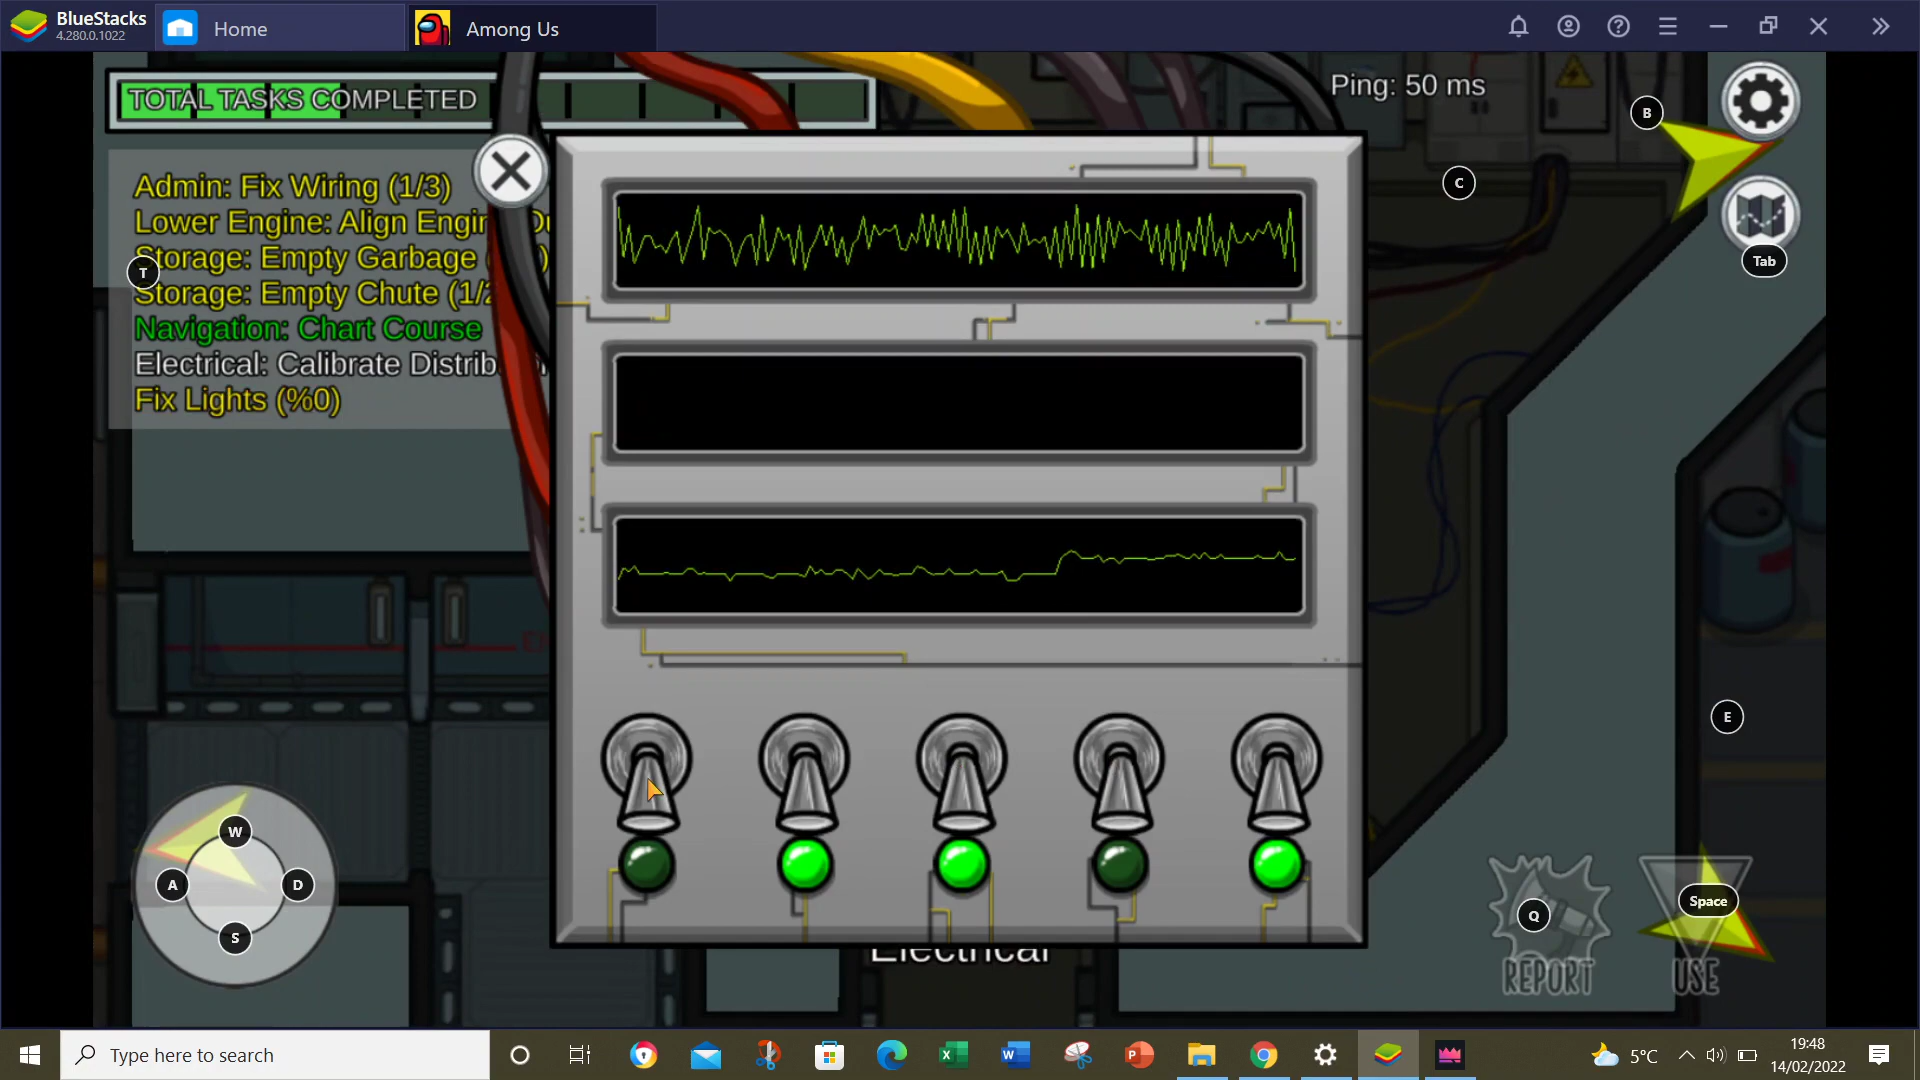 BlueStacks
4.280.0.1022
Home
Among Us
TOTAL TASKS COMPLETED
Ping: 50 ms
B
C
Tab
Admin: Fix Wiring (1/3)
Lower Engine: Align Engin
Storage: Empty Garbage
T
Storage: Empty Chute (1/2
Navigation: Chart Course
Electrical: Calibrate Distrib
Fix Lights (%0)
E
W
A
D
S
Space
Q
REPORT
USE
Electrical
Type here to search
5°C
19:48
14/02/2022